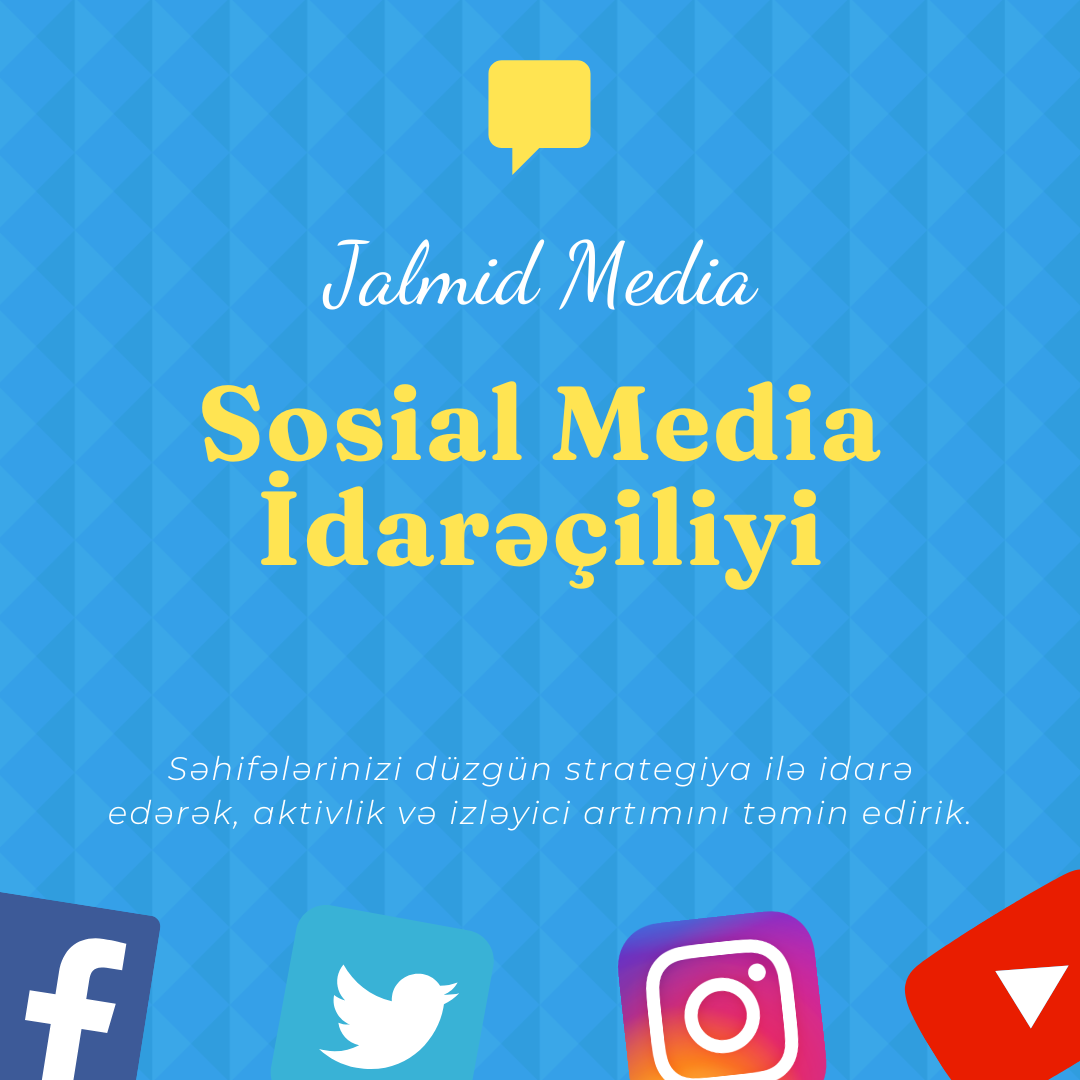 Jalmid Media
Sosial Media
İdarəçiliyi
Səhifələrinizi düzgün strategiya ilə idarə
edərək, aktivlik və izləyici artımını təmin edirik.